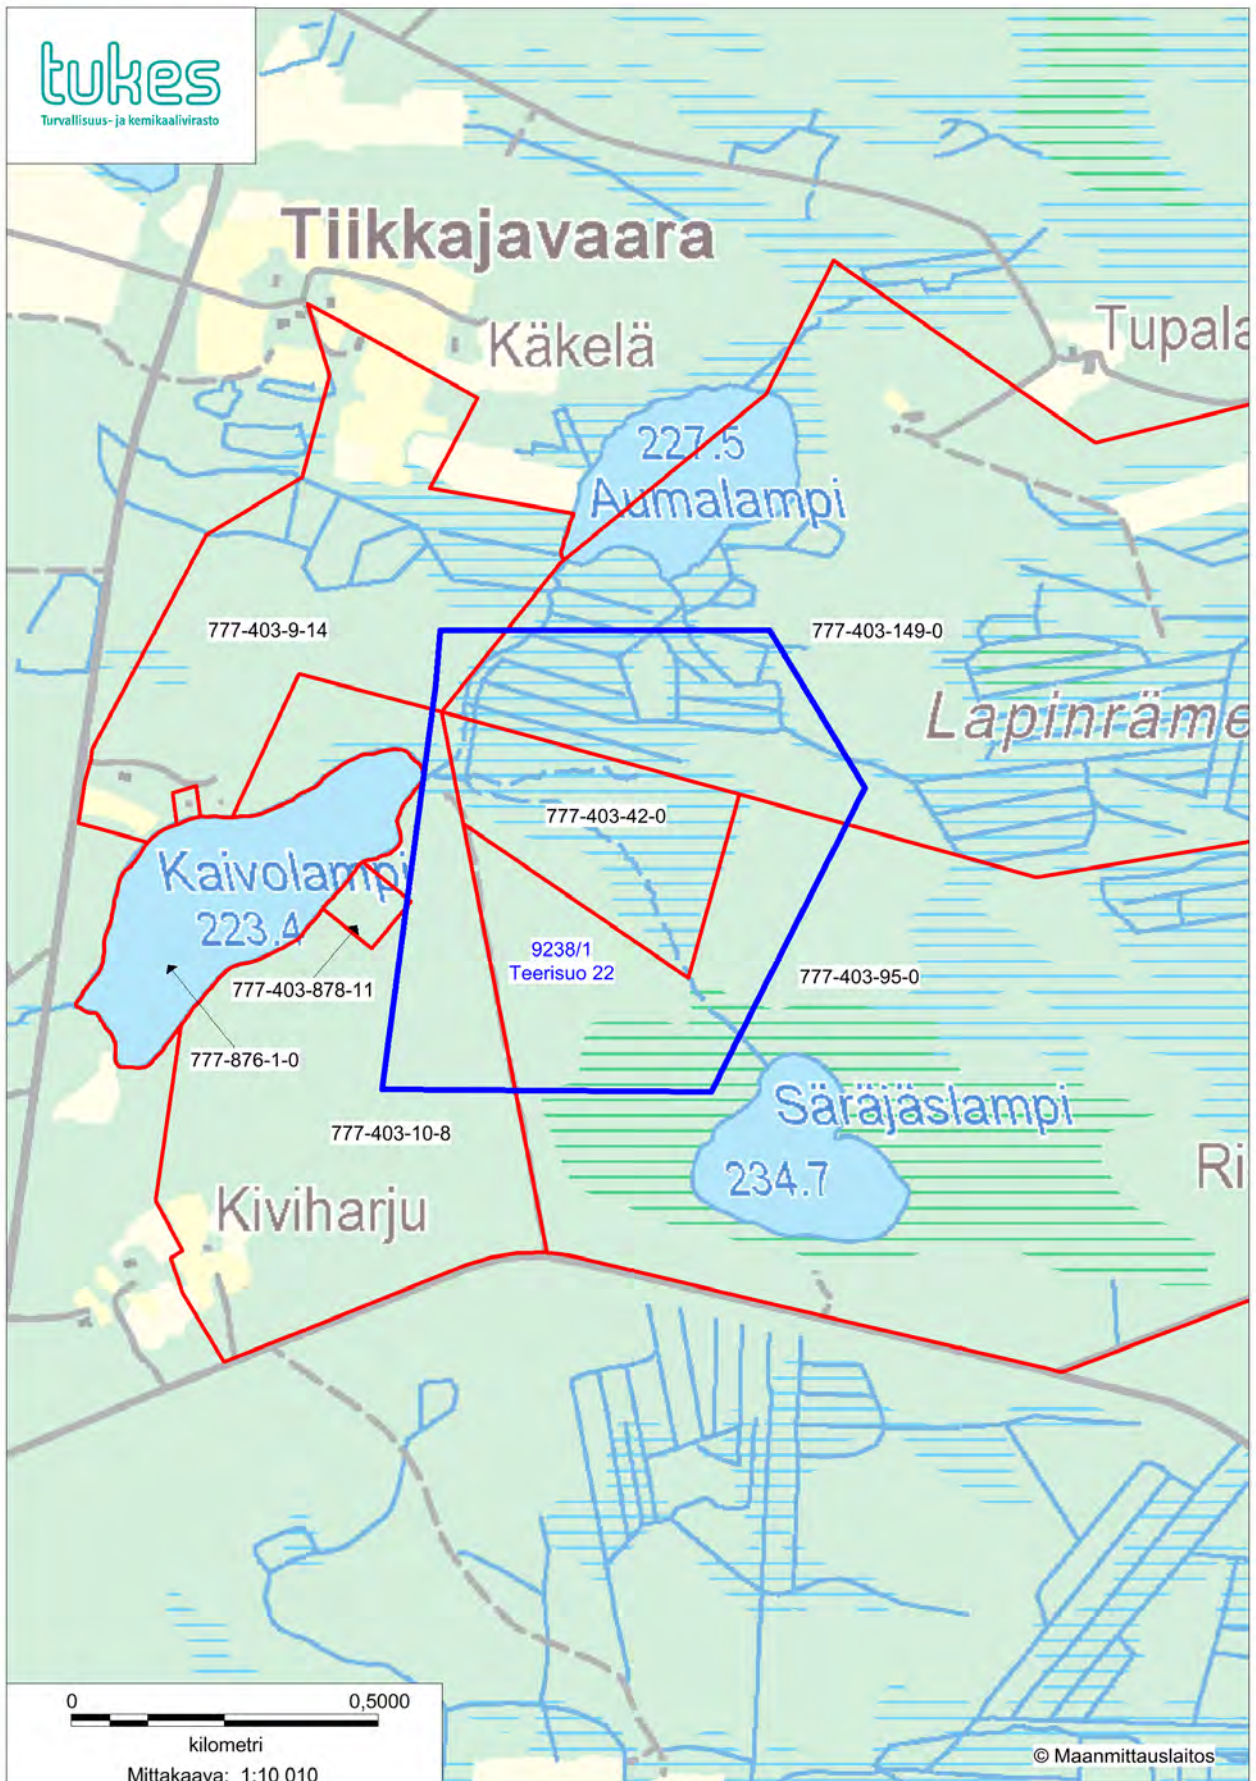 tukes
Turvallisuus- ja kemikaalivirasto
Tiikkajavaara
Käkelä
Tupala
227.5
Aumalampi
777-403-9-14
777-403-149-0
Lapinräme
777-403-42-0
Kaivolampi
223.4
9238/1
Teerisuo 22
777-403-95-0
777-403-878-11
777-876-1-0
Säräjäslampi
777-403-10-8
234.7
Ri
Kiviharju
0 0,5000
kilometri
Mittakaava: 1:10 010
© Maanmittauslaitos